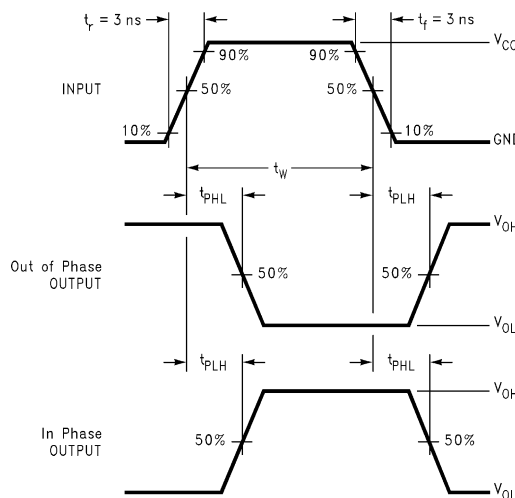 t_r = 3 ns
t_f = 3 ns
V_CC
90%
90%
INPUT
50%
50%
10%
10%
GND
t_W
t_PHL
t_PLH
V_OH
Out of Phase
OUTPUT
50%
50%
V_OL
t_PLH
t_PHL
V_OH
In Phase
OUTPUT
50%
50%
V_OL